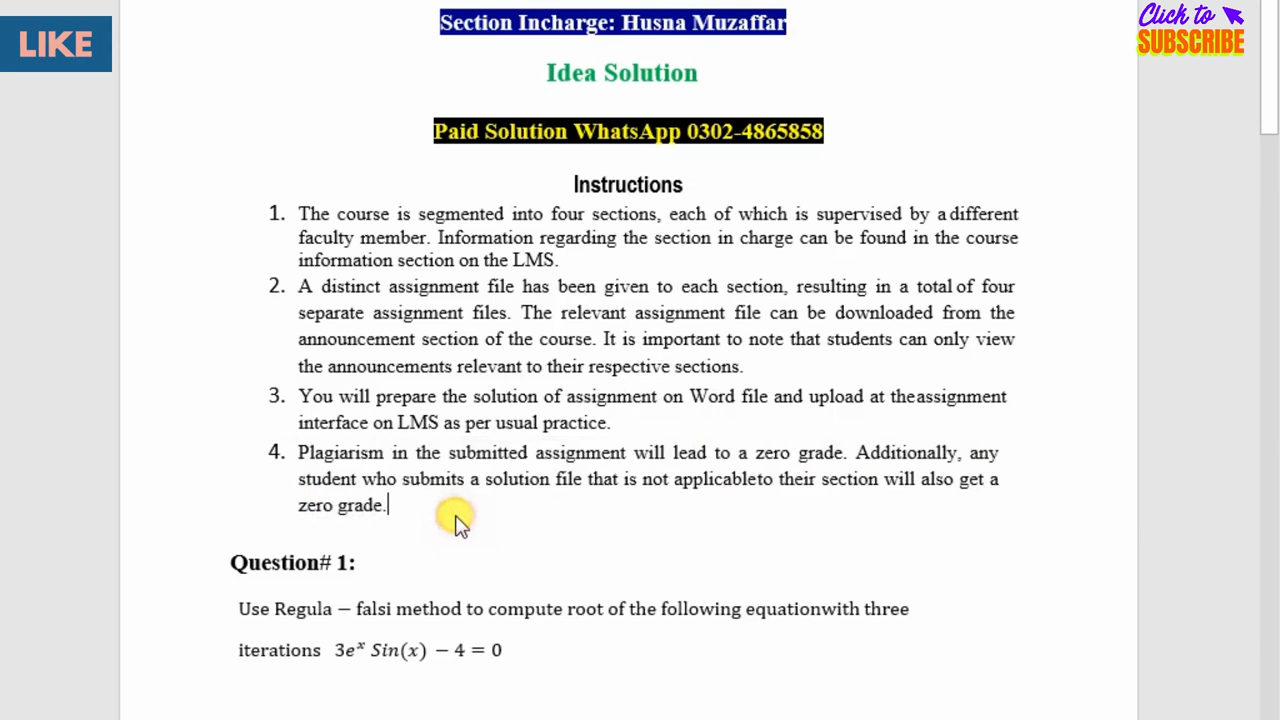 Section Incharge: Husna Muzaffar
Click to
SUBSCRIBE
LIKE
Idea Solution
Paid Solution WhatsApp 0302-4865858
Instructions
1. The course is segmented into four sections, each of which is supervised by a different
faculty member. Information regarding the section in charge can be found in the course
information section on the LMS.
2. A distinct assignment file has been given to each section, resulting in a total of four
separate assignment files. The relevant assignment file can be downloaded from the
announcement section of the course. It is important to note that students can only view
the announcements relevant to their respective sections.
3. You will prepare the solution of assignment on Word file and upload at theassignment
interface on LMS as per usual practice.
4. Plagiarism in the submitted assignment will lead to a zero grade. Additionally, any
student who submits a solution file that is not applicableto their section will also get a
zero grade.
Question# 1:
Use Regula – falsi method to compute root of the following equationwith three
iterations 3eˣ Sin(x) − 4 = 0